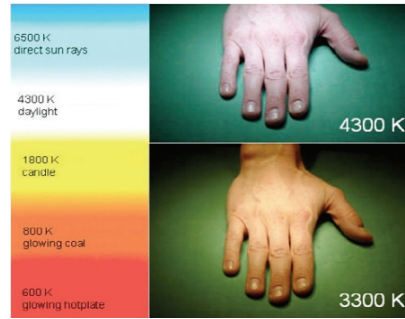 6500 K
direct sun rays
4300 K
daylight
1800 K
candle
800 K
glowing coal
600 K
glowing hotplate
4300 K
3300 K